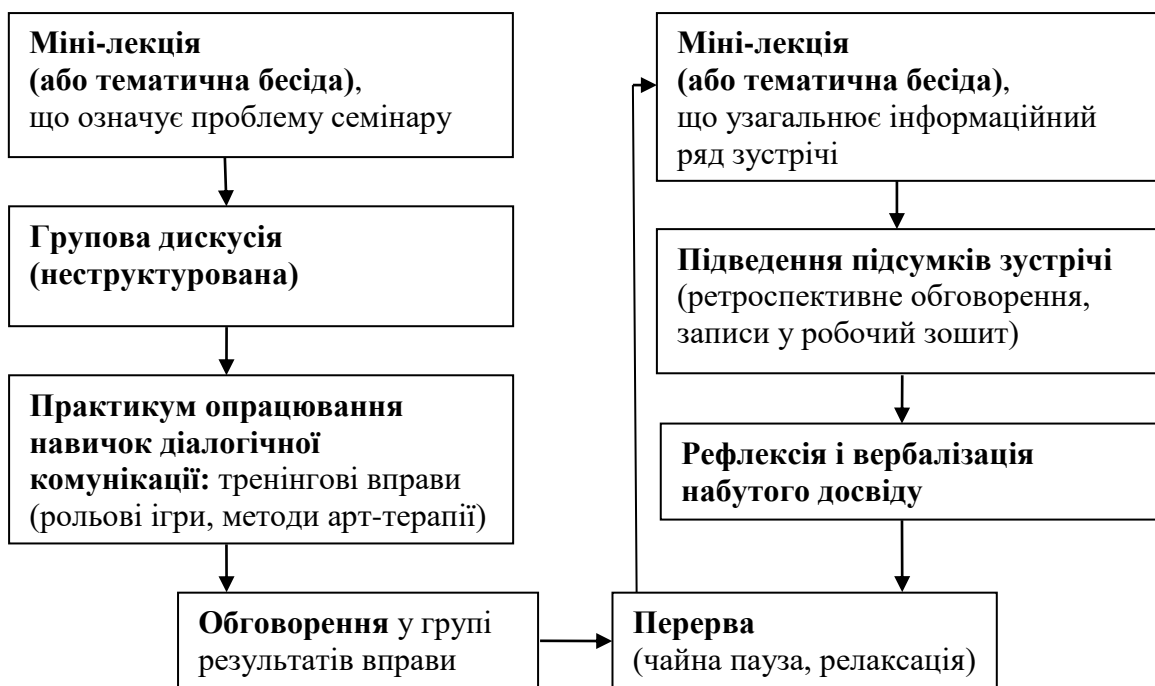 Міні-лекція
(або тематична бесіда),
що означує проблему семінару
Групова дискусія
(неструктурована)
Практикум опрацювання
навичок діалогічної
комунікації: тренінгові вправи
(рольові ігри, методи арт-терапії)
Обговорення у групі
результатів вправи
Перерва
(чайна пауза, релаксація)
Міні-лекція
(або тематична бесіда),
що узагальнює інформаційний
ряд зустрічі
Підведення підсумків зустрічі
(ретроспективне обговорення,
записи у робочий зошит)
Рефлексія і вербалізація
набутого досвіду